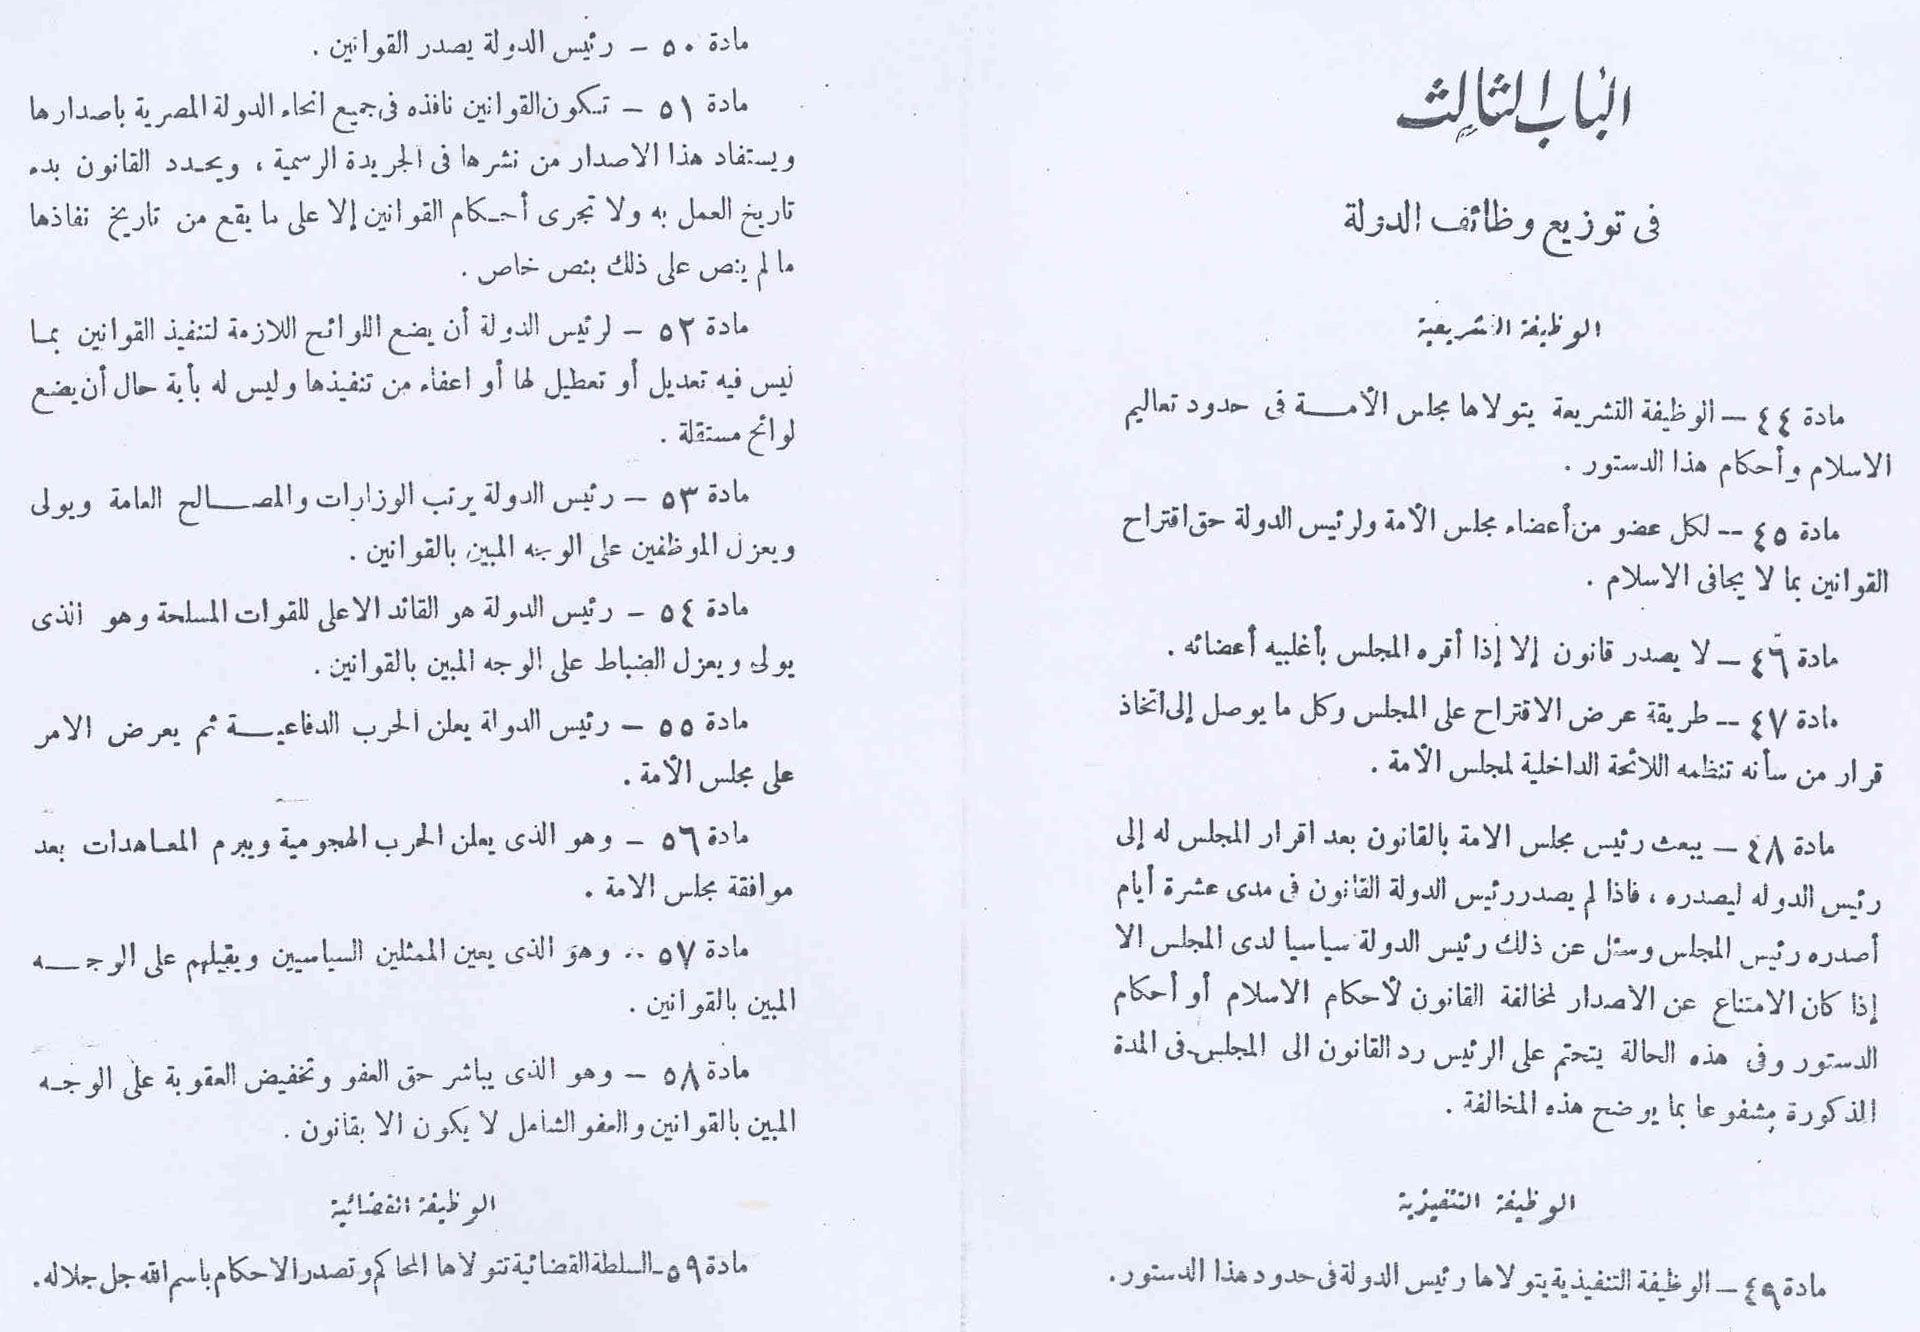 الباب الثالث
فى توزيع وظائف الدولة
الوظيفة التشريعية
مادة ٤٤ – الوظيفة التشريعة يتولاها مجلس الأمـــة فى حدود تعاليم
الاسلام وأحكام هذا الدستور .
مادة ٤٥ -- لكل عضو من أعضاء مجلس الأمة ولرئيس الدولة حق اقتراح
القوانين بما لا يجافى الاسلام .
مادة ٤٦ – لا يصدر قانون إلا إذا أقره المجلس بأغلبيه أعضائه .
مادة ٤٧ -- طريقة عرض الاقتراح على المجلس وكل ما يوصل إلى اتخاذ
قرار من سأنه تنظمه اللائحة الداخلية لمجلس الأمة .
مادة ٤٨ – يبعث رئيس مجلس الامة بالقانون بعد اقرار المجلس له إلى
رئيس الدوله ليصدره ، فاذا لم يصدر رئيس الدولة القانون فى مدى عشرة أيام
أصدره رئيس المجلس وسئل عن ذلك رئيس الدولة سياسيا لدى المجلس الا
إذا كان الامتناع عن الاصدار لمخالفة القانون لأحكام الاسلام أو أحكام
الدستور وفى هذه الحالة يتحتم على الرئيس رد القانون الى المجلس فى المدة
المذكورة مشفوعا بما يوضح هذه المخالفة .
الوظيفة التنفيذية
مادة ٤٩ – الوظيفة التنفيذية يتولاها رئيس الدولة فى حدود هذا الدستور .
مادة ٥٠ – رئيس الدولة يصدر القوانين .
مادة ٥١ – تـكون القوانين نافذه فى جميع انحاء الدولة المصرية باصدارها
ويستفاد هذا الاصدار من نشرها فى الجريدة الرسمية ، ويحـدد القانون بدء
تاريخ العمل به ولا تجرى أحـكام القوانين إلا على ما يقع من تاريخ نفاذها
ما لم ينص على ذلك بنص خاص .
مادة ٥٢ – لرئيس الدولة أن يضع اللوائح اللازمة لتنفيذ القوانين بمـا
ليس فيه تعديل أو تعطيل لها أو اعفاء من تنفيذها وليس له بأية حال أن يضع
لوائح مستقلة .
مادة ٥٣ – رئيس الدولة يرتب الوزارات والمصـــالح العامة ويولى
ويعزل الموظفين على الوجه المبين بالقوانين .
مادة ٥٤ – رئيس الدولة هو القائد الاعلى للقوات المسلحة وهو الذى
يولى ويعزل الضباط على الوجه المبين بالقوانين .
مادة ٥٥ – رئيس الدولة يعلن الحرب الدفاعيـــة ثم يعرض الامر
على مجلس الأمة .
مادة ٥٦ – وهو الذى يعلن الحرب الهجومية ويبرم المعـاهدات بعد
موافقة مجلس الامة .
مادة ٥٧ .. وهو الذى يعين الممثلين السياسيين ويقيلهم على الوجـــه
المبين بالقوانين .
مادة ٥٨ – وهو الذى يباشر حق العفو وتخفيض العقوبة على الوجـه
المبين بالقوانين والعفو الشامل لا يكون الا بقانون .
الوظيفة القضائية
مادة ٥٩ – السلطة القضائية تتولاها المحاكم وتصدر الاحكام باسم الله جل جلاله .